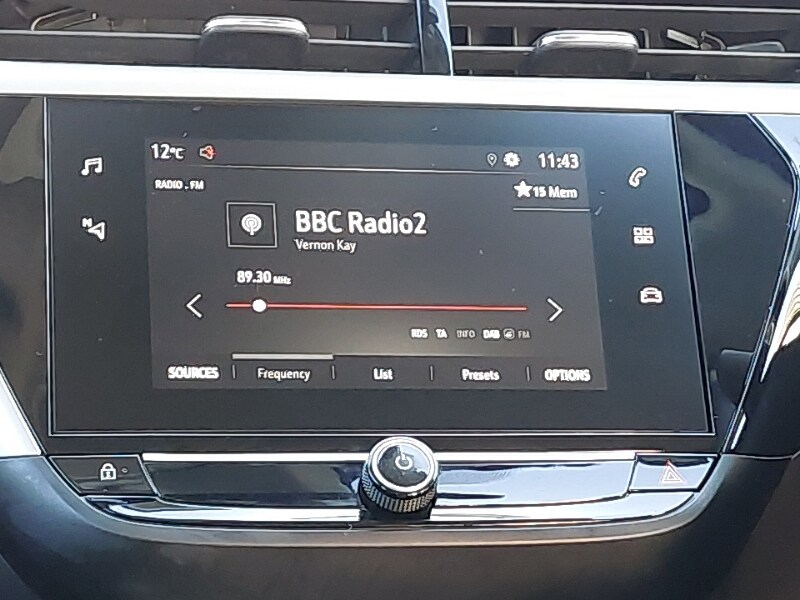 12°C 11:43
RADIO . FM
15 Mem
BBC Radio2
Vernon Kay
89.30 MHz
RDS TA INFO DAB FM
SOURCES Frequency List Presets OPTIONS
N